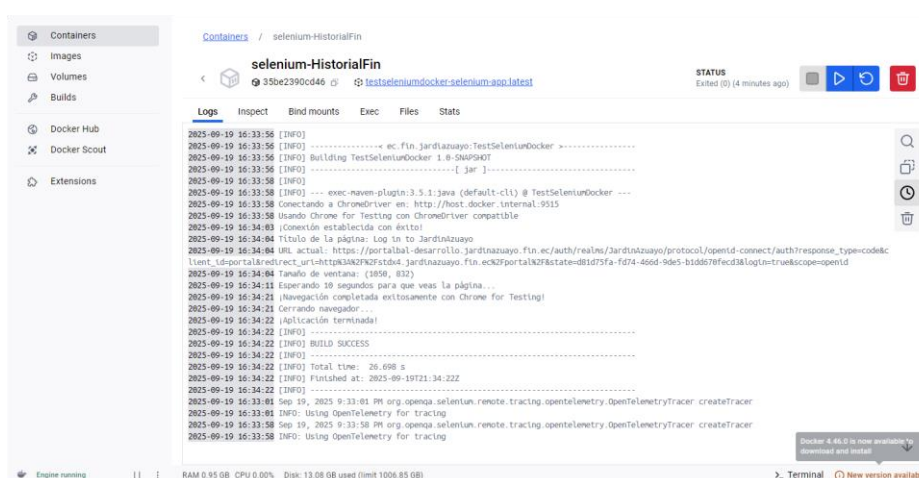 Containers
Images
Volumes
Builds
Docker Hub
Docker Scout
Extensions
Containers / selenium-HistorialFin
selenium-HistorialFin
35be2390cd46 testseleniumdocker-selenium-app:latest
STATUS
Exited (0) (4 minutes ago)
Logs Inspect Bind mounts Exec Files Stats
2025-09-19 16:33:56 [INFO]
2025-09-19 16:33:56 [INFO] ---------------< ec.fin.jardiazuayo:TestSeleniumDocker >----------------
2025-09-19 16:33:56 [INFO] Building TestSeleniumDocker 1.0-SNAPSHOT
2025-09-19 16:33:56 [INFO] --------------------------------[ jar ]---------------------------------
2025-09-19 16:33:58 [INFO]
2025-09-19 16:33:58 [INFO] --- exec-maven-plugin:3.5.1:java (default-cli) @ TestSeleniumDocker ---
2025-09-19 16:33:58 Conectando a ChromeDriver en: http://host.docker.internal:9515
2025-09-19 16:33:58 Usando Chrome for Testing con ChromeDriver compatible
2025-09-19 16:34:03 ¡Conexión establecida con éxito!
2025-09-19 16:34:04 Título de la página: Log in to JardinAzuayo
2025-09-19 16:34:04 URL actual: https://portalbal-desarrollo.jardinazuayo.fin.ec/auth/realms/JardinAzuayo/protocol/openid-connect/auth?response_type=code&c
lient_id=portal&redirect_uri=http%3A%2F%2Fstdx4.jardinazuayo.fin.ec%2Fportal%2F&state=d81d75fa-fd74-466d-9de5-b1dd670fecd3&login=true&scope=openid
2025-09-19 16:34:04 Tamaño de ventana: (1050, 832)
2025-09-19 16:34:11 Esperando 10 segundos para que veas la página...
2025-09-19 16:34:21 ¡Navegación completada exitosamente con Chrome for Testing!
2025-09-19 16:34:21 Cerrando navegador...
2025-09-19 16:34:22 ¡Aplicación terminada!
2025-09-19 16:34:22 [INFO] ------------------------------------------------------------------------
2025-09-19 16:34:22 [INFO] BUILD SUCCESS
2025-09-19 16:34:22 [INFO] ------------------------------------------------------------------------
2025-09-19 16:34:22 [INFO] Total time: 26.698 s
2025-09-19 16:34:22 [INFO] Finished at: 2025-09-19T21:34:22Z
2025-09-19 16:34:22 [INFO] ------------------------------------------------------------------------
2025-09-19 16:33:01 Sep 19, 2025 9:33:01 PM org.openqa.selenium.remote.tracing.opentelemetry.OpenTelemetryTracer createTracer
2025-09-19 16:33:01 INFO: Using OpenTelemetry for tracing
2025-09-19 16:33:58 Sep 19, 2025 9:33:58 PM org.openqa.selenium.remote.tracing.opentelemetry.OpenTelemetryTracer createTracer
2025-09-19 16:33:58 INFO: Using OpenTelemetry for tracing
Docker 4.46.0 is now available to
download and install
Engine running RAM 0.95 GB CPU 0.00% Disk: 13.08 GB used (limit 1006.85 GB) Terminal New version availab